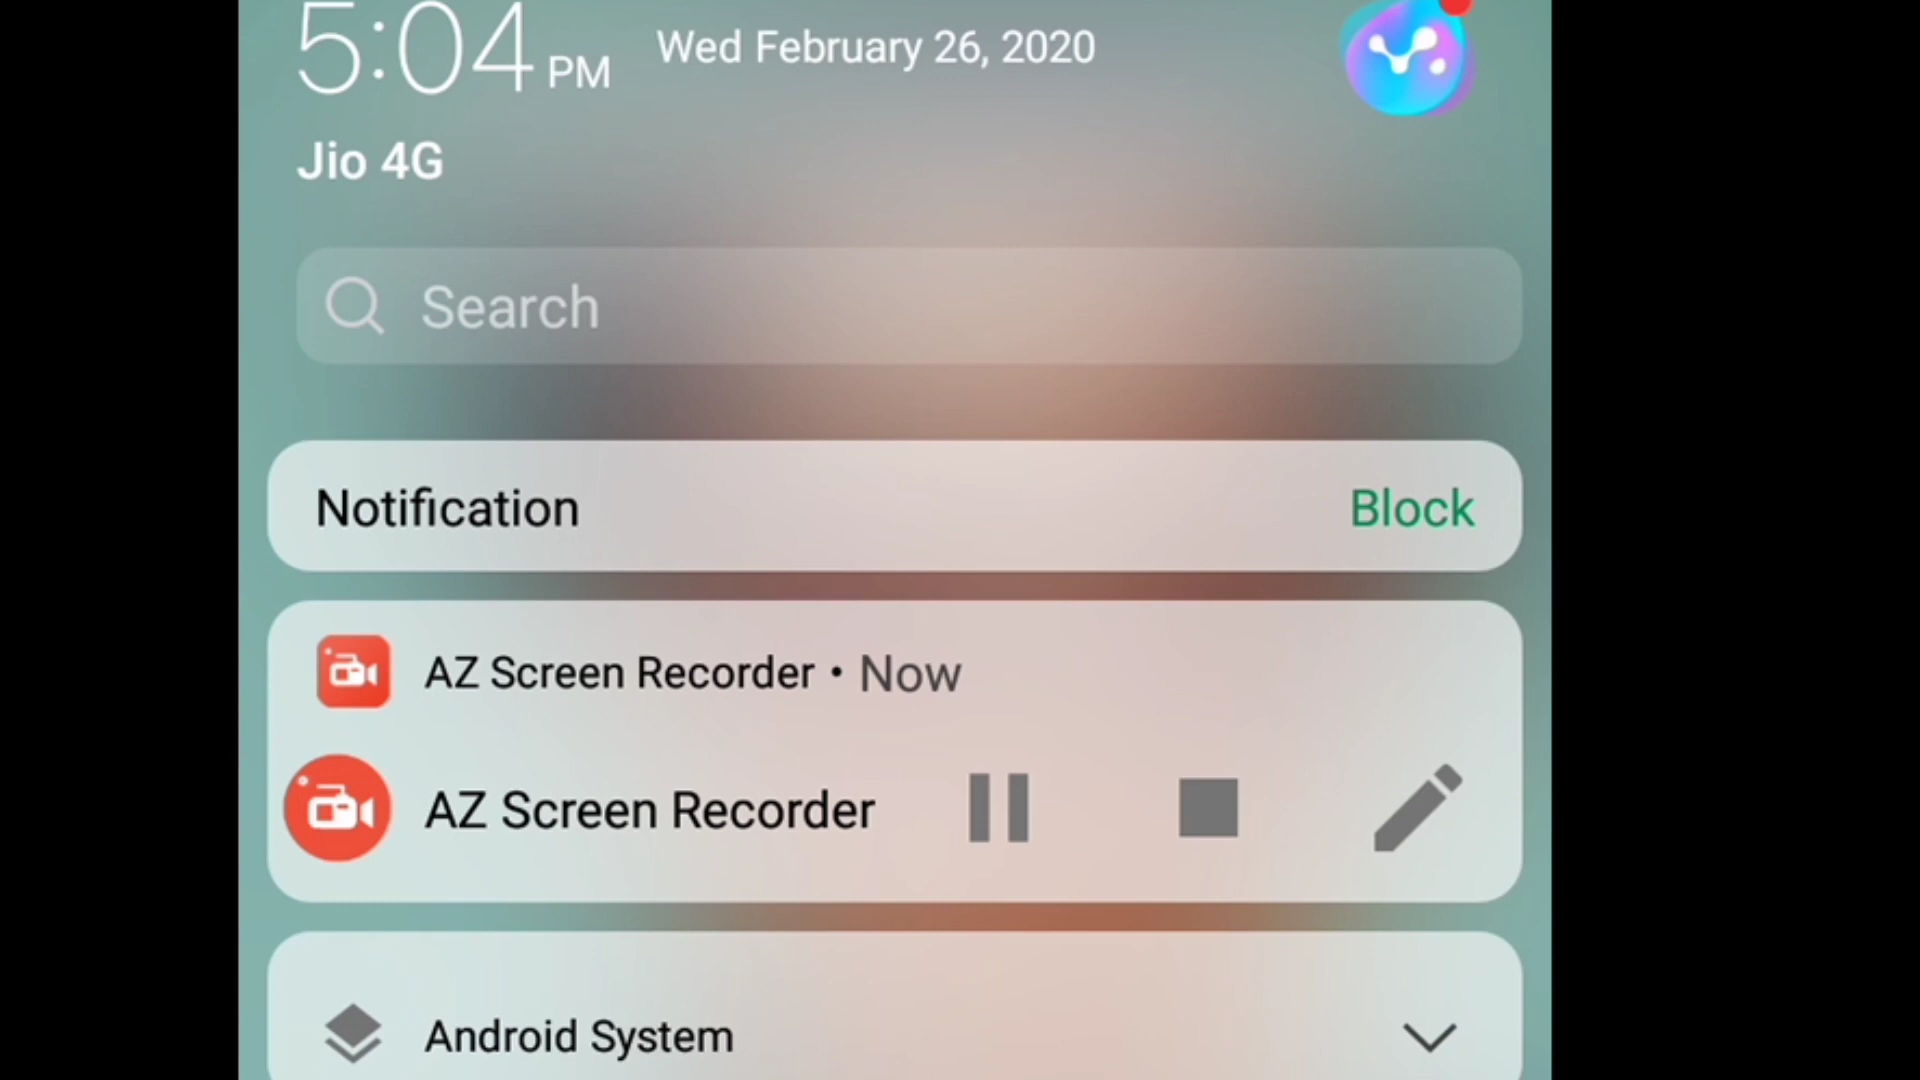 5:04 PM Wed February 26, 2020
Jio 4G
Search
Notification Block
AZ Screen Recorder • Now
AZ Screen Recorder
Android System